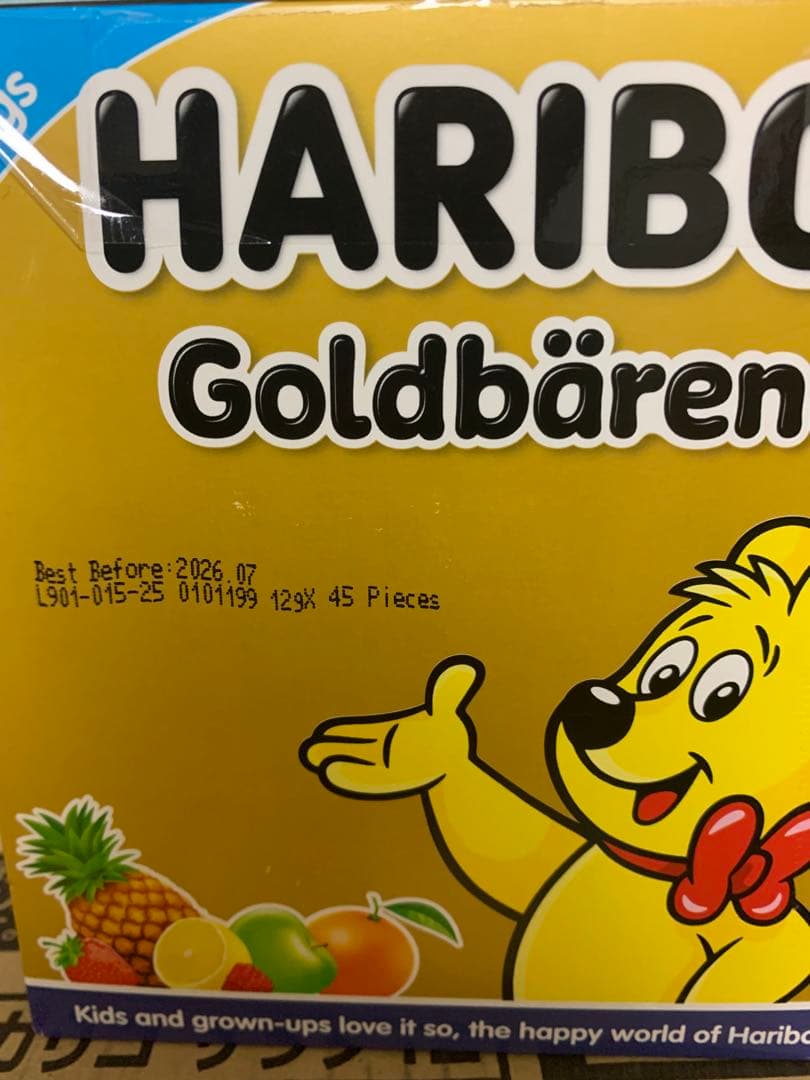 gs
HARIBO
Goldbären
Best Before:2026.07
L901-015-25 0101199 12gX 45 Pieces
Kids and grown-ups love it so, the happy world of Haribo